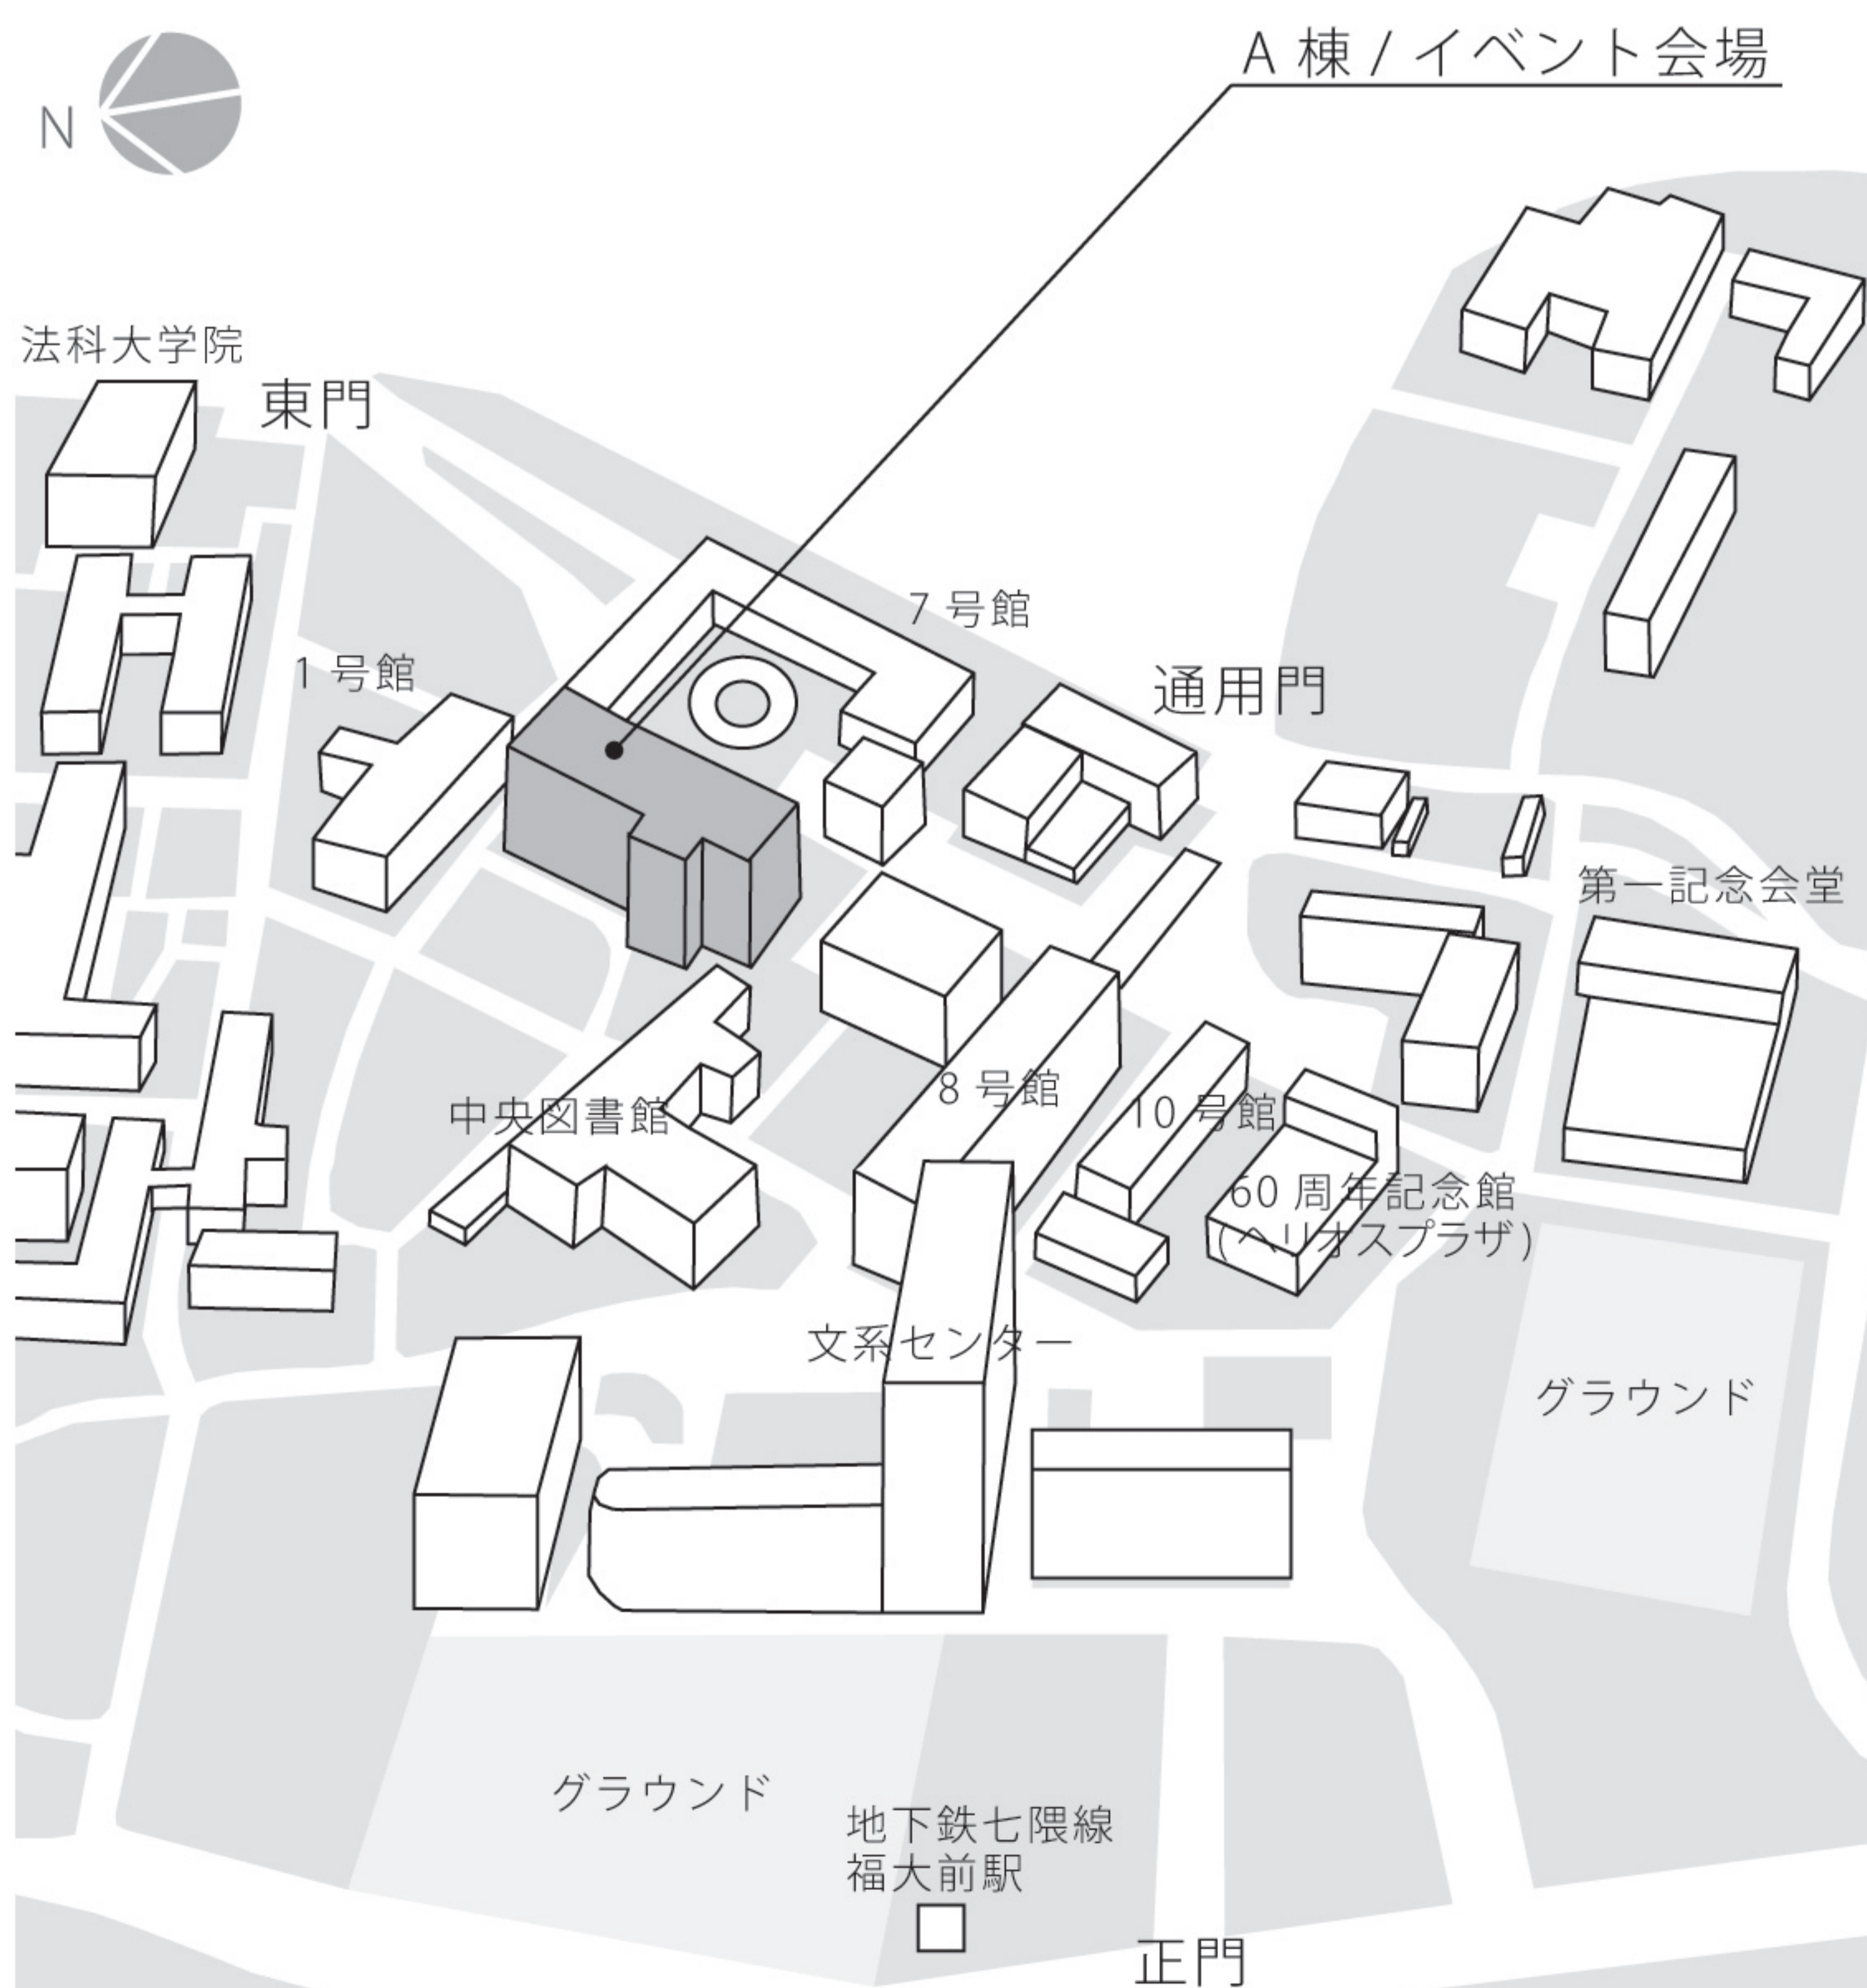 A 棟 / イベント会場
N
法科大学院
東門
7 号館
1 号館
通用門
第一記念会堂
8 号館
10 号館
中央図書館
60 周年記念館
(ヘリオスプラザ)
文系センター
グラウンド
グラウンド
地下鉄七隈線
福大前駅
正門